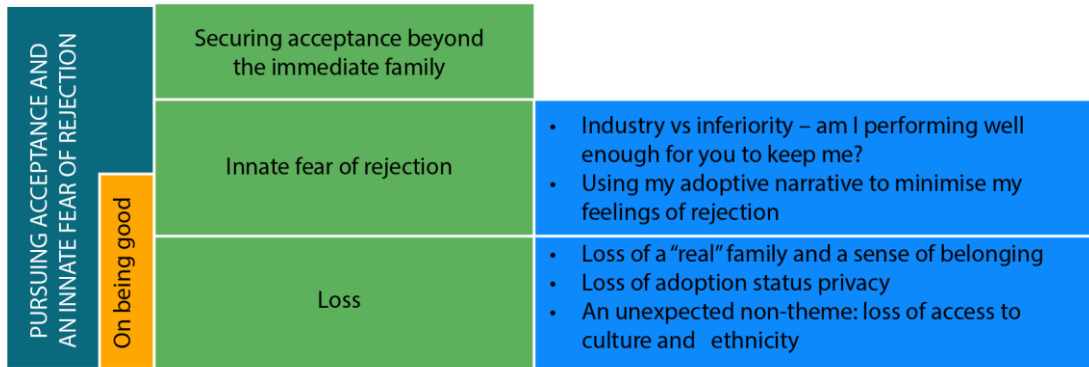 PURSUING ACCEPTANCE AND
AN INNATE FEAR OF REJECTION
On being good
Securing acceptance beyond
the immediate family
Innate fear of rejection
• Industry vs inferiority – am I performing well
enough for you to keep me?
• Using my adoptive narrative to minimise my
feelings of rejection
Loss
• Loss of a “real” family and a sense of belonging
• Loss of adoption status privacy
• An unexpected non-theme: loss of access to
culture and ethnicity